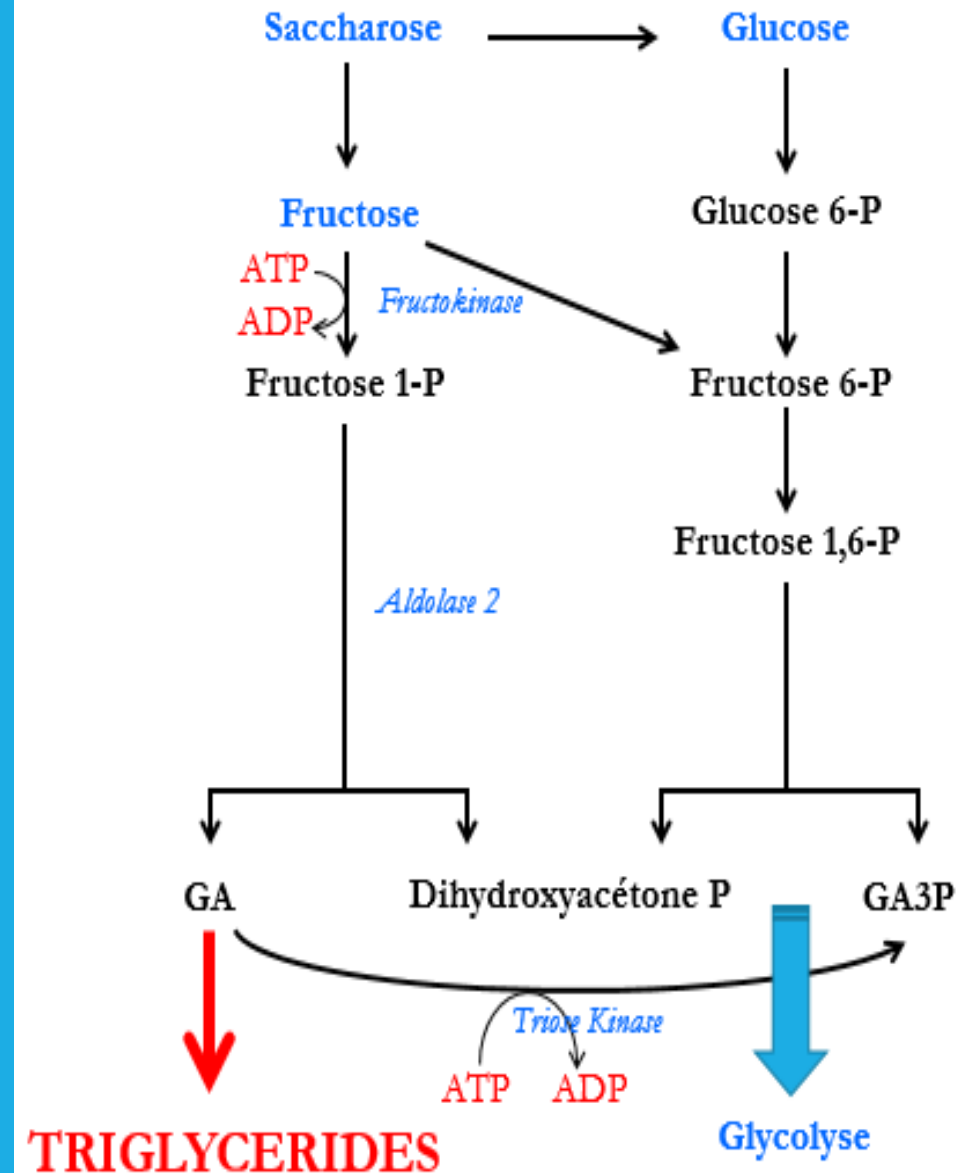 Saccharose
Glucose
Fructose
Glucose 6-P
ATP
Fructokinase
ADP
Fructose 1-P
Fructose 6-P
Fructose 1,6-P
Aldolase 2
GA
Dihydroxyacétone P
GA3P
Triose Kinase
ATP
ADP
TRIGLYCERIDES
Glycolyse